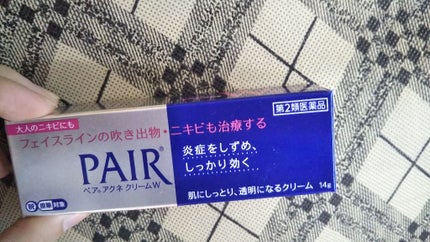 大人のニキビにも
第2類医薬品
フェイスラインの吹き出物・ニキビも治療する
PAIR®
ペア®アクネ クリームW
炎症をしずめ、
しっかり効く
肌にしっとり、透明になるクリーム 14g
対象